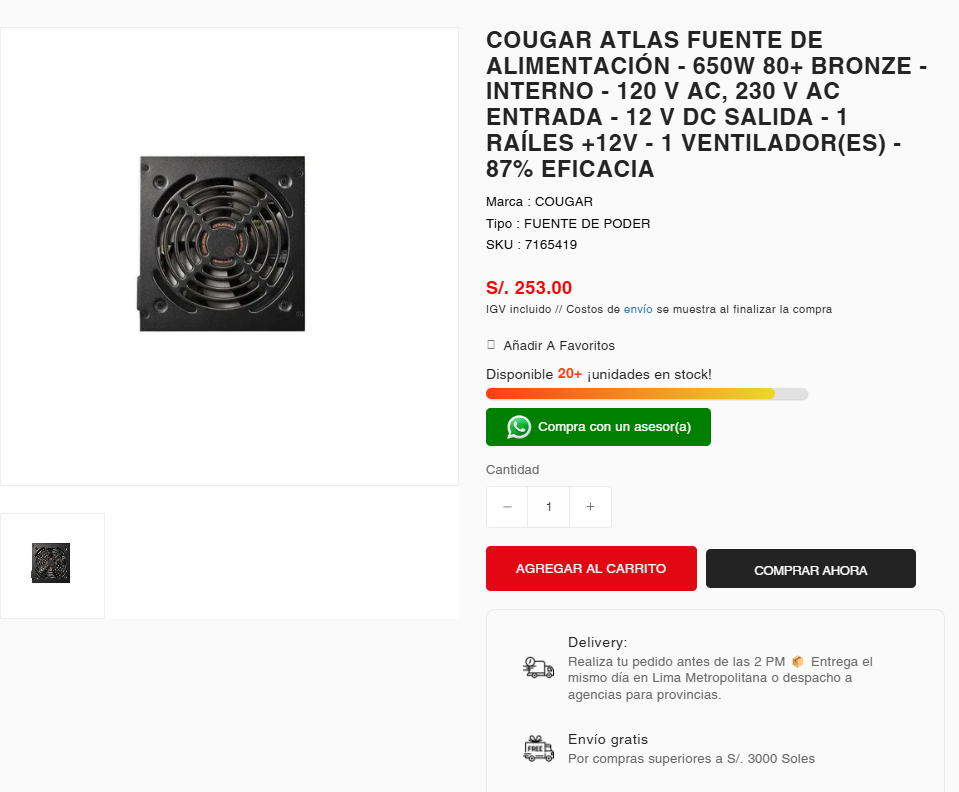 COUGAR ATLAS FUENTE DE
ALIMENTACIÓN - 650W 80+ BRONZE -
INTERNO - 120 V AC, 230 V AC
ENTRADA - 12 V DC SALIDA - 1
RAÍLES +12V - 1 VENTILADOR(ES) -
87% EFICACIA
Marca : COUGAR
Tipo : FUENTE DE PODER
SKU : 7165419
S/. 253.00
IGV incluido // Costos de envío se muestra al finalizar la compra
Añadir A Favoritos
Disponible 20+ ¡unidades en stock!
Compra con un asesor(a)
Cantidad
− 1 +
AGREGAR AL CARRITO
COMPRAR AHORA
Delivery:
Realiza tu pedido antes de las 2 PM 📦 Entrega el
mismo día en Lima Metropolitana o despacho a
agencias para provincias.
FREE
Envío gratis
Por compras superiores a S/. 3000 Soles